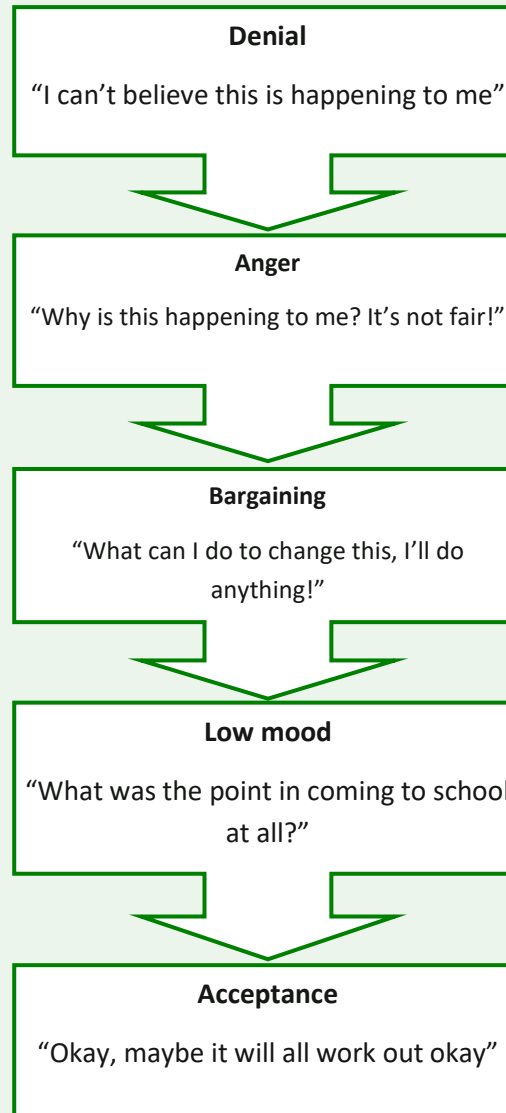 Denial
“I can’t believe this is happening to me”
Anger
“Why is this happening to me? It’s not fair!”
Bargaining
“What can I do to change this, I’ll do
anything!”
Low mood
“What was the point in coming to school
at all?”
Acceptance
“Okay, maybe it will all work out okay”